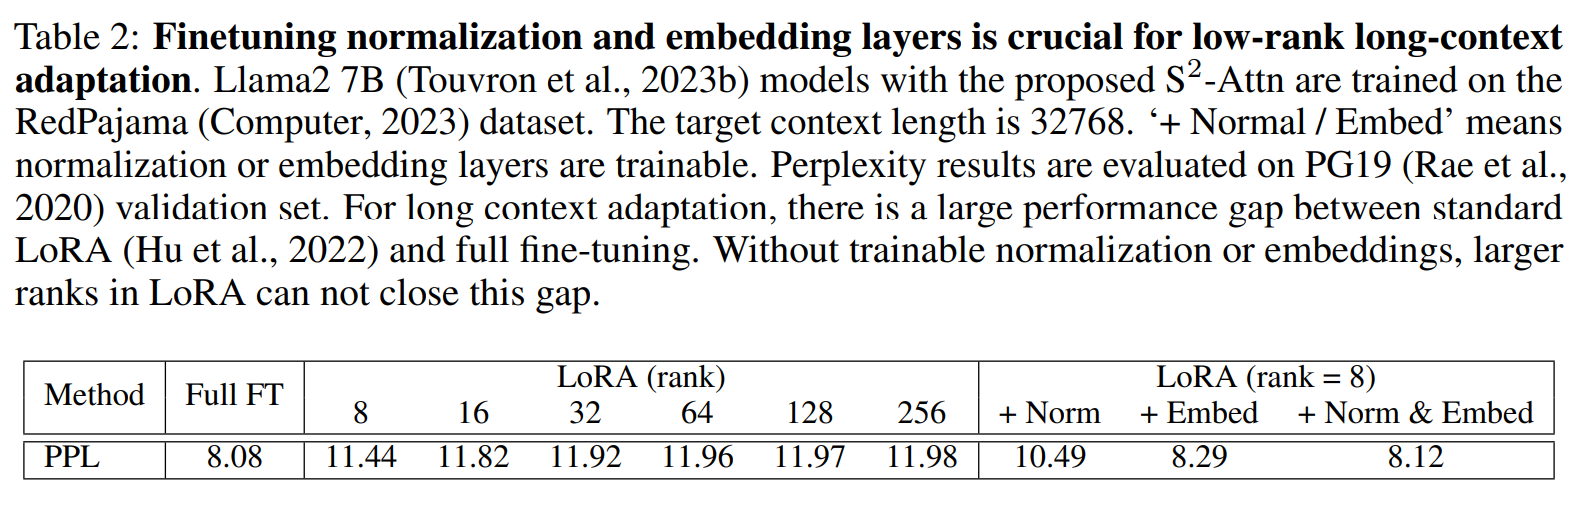 Table 2: Finetuning normalization and embedding layers is crucial for low-rank long-context
adaptation. Llama2 7B (Touvron et al., 2023b) models with the proposed S²-Attn are trained on the
RedPajama (Computer, 2023) dataset. The target context length is 32768. ‘+ Normal / Embed’ means
normalization or embedding layers are trainable. Perplexity results are evaluated on PG19 (Rae et al.,
2020) validation set. For long context adaptation, there is a large performance gap between standard
LoRA (Hu et al., 2022) and full fine-tuning. Without trainable normalization or embeddings, larger
ranks in LoRA can not close this gap.
Method Full FT LoRA (rank) LoRA (rank = 8)
8 16 32 64 128 256 + Norm + Embed + Norm & Embed
PPL 8.08 11.44 11.82 11.92 11.96 11.97 11.98 10.49 8.29 8.12